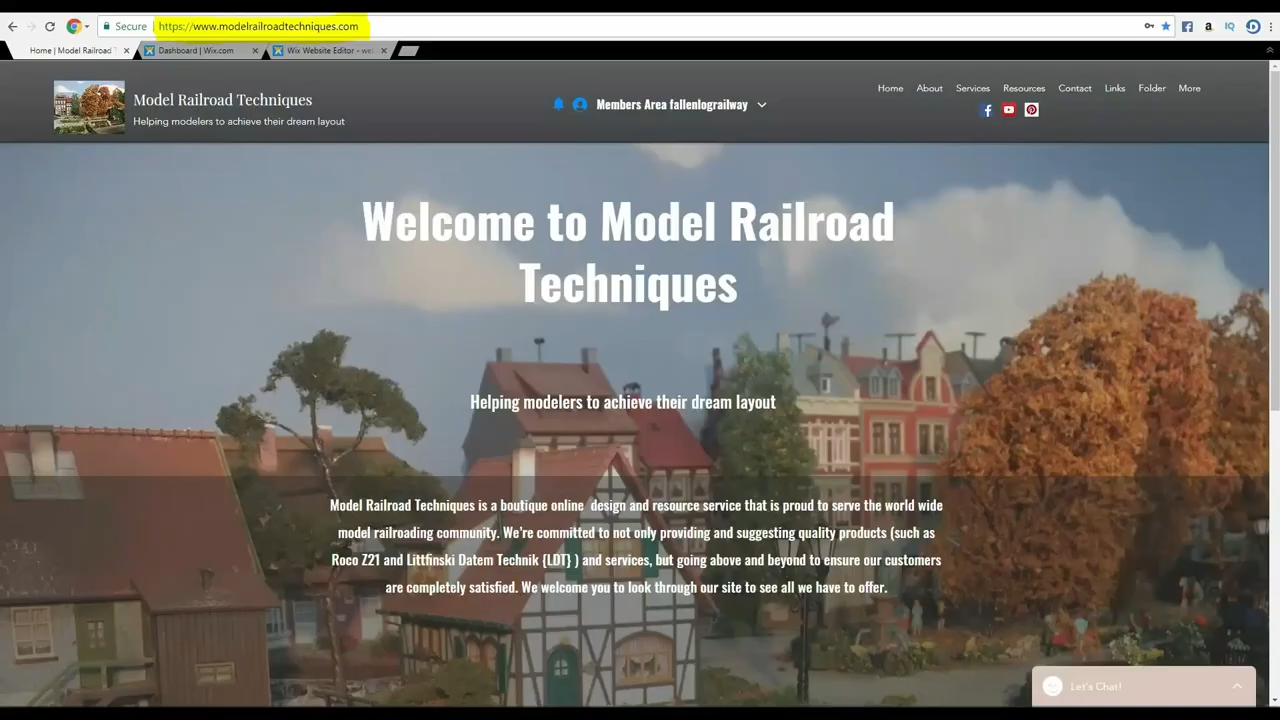 Secure https://www.modelrailroadtechniques.com
Home | Model Railroad T
Dashboard | Wix.com
Wix Website Editor - we
Model Railroad Techniques
Helping modelers to achieve their dream layout
Members Area fallenlograilway
Home About Services Resources Contact Links Folder More
Welcome to Model Railroad
Techniques
Helping modelers to achieve their dream layout
Model Railroad Techniques is a boutique online design and resource service that is proud to serve the world wide
model railroading community. We're committed to not only providing and suggesting quality products (such as
Roco Z21 and Littfinski Datem Technik {LDT} ) and services, but going above and beyond to ensure our customers
are completely satisfied. We welcome you to look through our site to see all we have to offer.
Let's Chat!